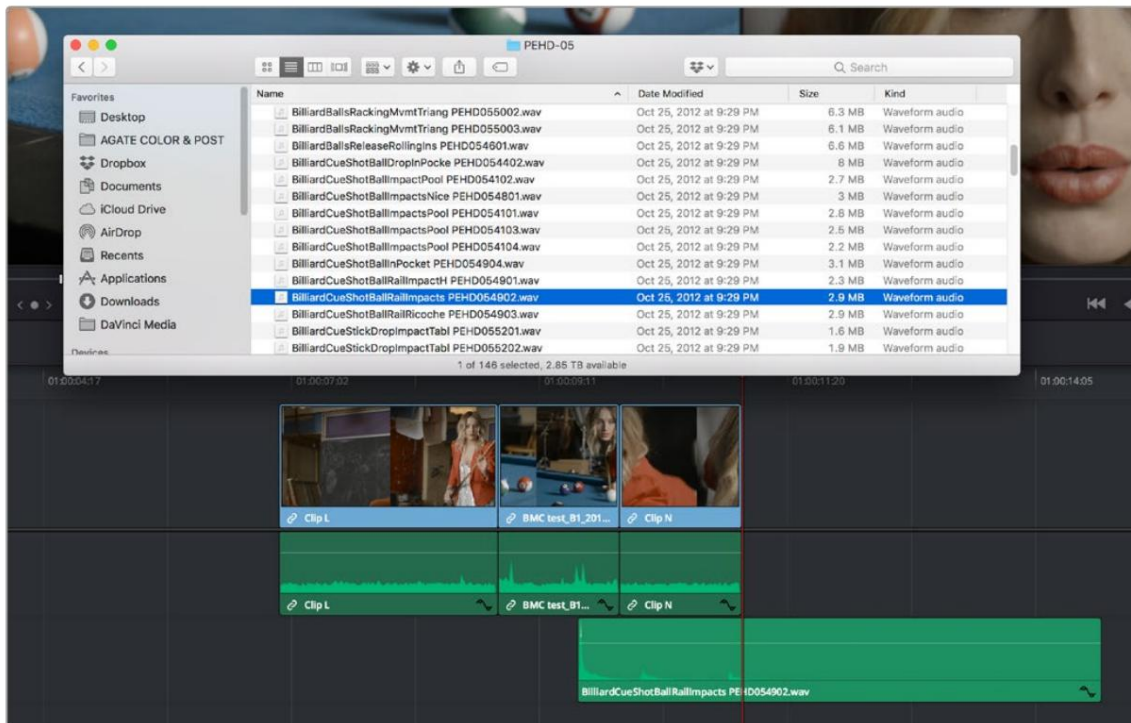 PEHD-05
Search
Favorites
Desktop
AGATE COLOR & POST
Dropbox
Documents
iCloud Drive
AirDrop
Recents
Applications
Downloads
DaVinci Media
Devices
Name Date Modified Size Kind
BilliardBallsRackingMvmtTriang PEHD055002.wav Oct 25, 2012 at 9:29 PM 6.3 MB Waveform audio
BilliardBallsRackingMvmtTriang PEHD055003.wav Oct 25, 2012 at 9:29 PM 6.1 MB Waveform audio
BilliardBallsReleaseRollingIns PEHD054601.wav Oct 25, 2012 at 9:29 PM 6.6 MB Waveform audio
BilliardCueShotBallDropInPocke PEHD054402.wav Oct 25, 2012 at 9:29 PM 8 MB Waveform audio
BilliardCueShotBallImpactPool PEHD054102.wav Oct 25, 2012 at 9:29 PM 2.7 MB Waveform audio
BilliardCueShotBallImpactsNice PEHD054801.wav Oct 25, 2012 at 9:29 PM 3 MB Waveform audio
BilliardCueShotBallImpactsPool PEHD054101.wav Oct 25, 2012 at 9:29 PM 2.8 MB Waveform audio
BilliardCueShotBallImpactsPool PEHD054103.wav Oct 25, 2012 at 9:29 PM 2.5 MB Waveform audio
BilliardCueShotBallImpactsPool PEHD054104.wav Oct 25, 2012 at 9:29 PM 2.2 MB Waveform audio
BilliardCueShotBallInPocket PEHD054904.wav Oct 25, 2012 at 9:29 PM 3.1 MB Waveform audio
BilliardCueShotBallRailImpactH PEHD054901.wav Oct 25, 2012 at 9:29 PM 2.3 MB Waveform audio
BilliardCueShotBallRailImpacts PEHD054902.wav Oct 25, 2012 at 9:29 PM 2.9 MB Waveform audio
BilliardCueShotBallRailRicoche PEHD054903.wav Oct 25, 2012 at 9:29 PM 2.9 MB Waveform audio
BilliardCueStickDropImpactTabl PEHD055201.wav Oct 25, 2012 at 9:29 PM 1.6 MB Waveform audio
BilliardCueStickDropImpactTabl PEHD055202.wav Oct 25, 2012 at 9:29 PM 1.9 MB Waveform audio
1 of 146 selected, 2.85 TB available
01:00:04:17 01:00:07:02 01:00:09:11 01:00:11:20 01:00:14:05
Clip L BMC test_B1_201... Clip N
Clip L BMC test_B1... Clip N
BilliardCueShotBallRailImpacts PEHD054902.wav